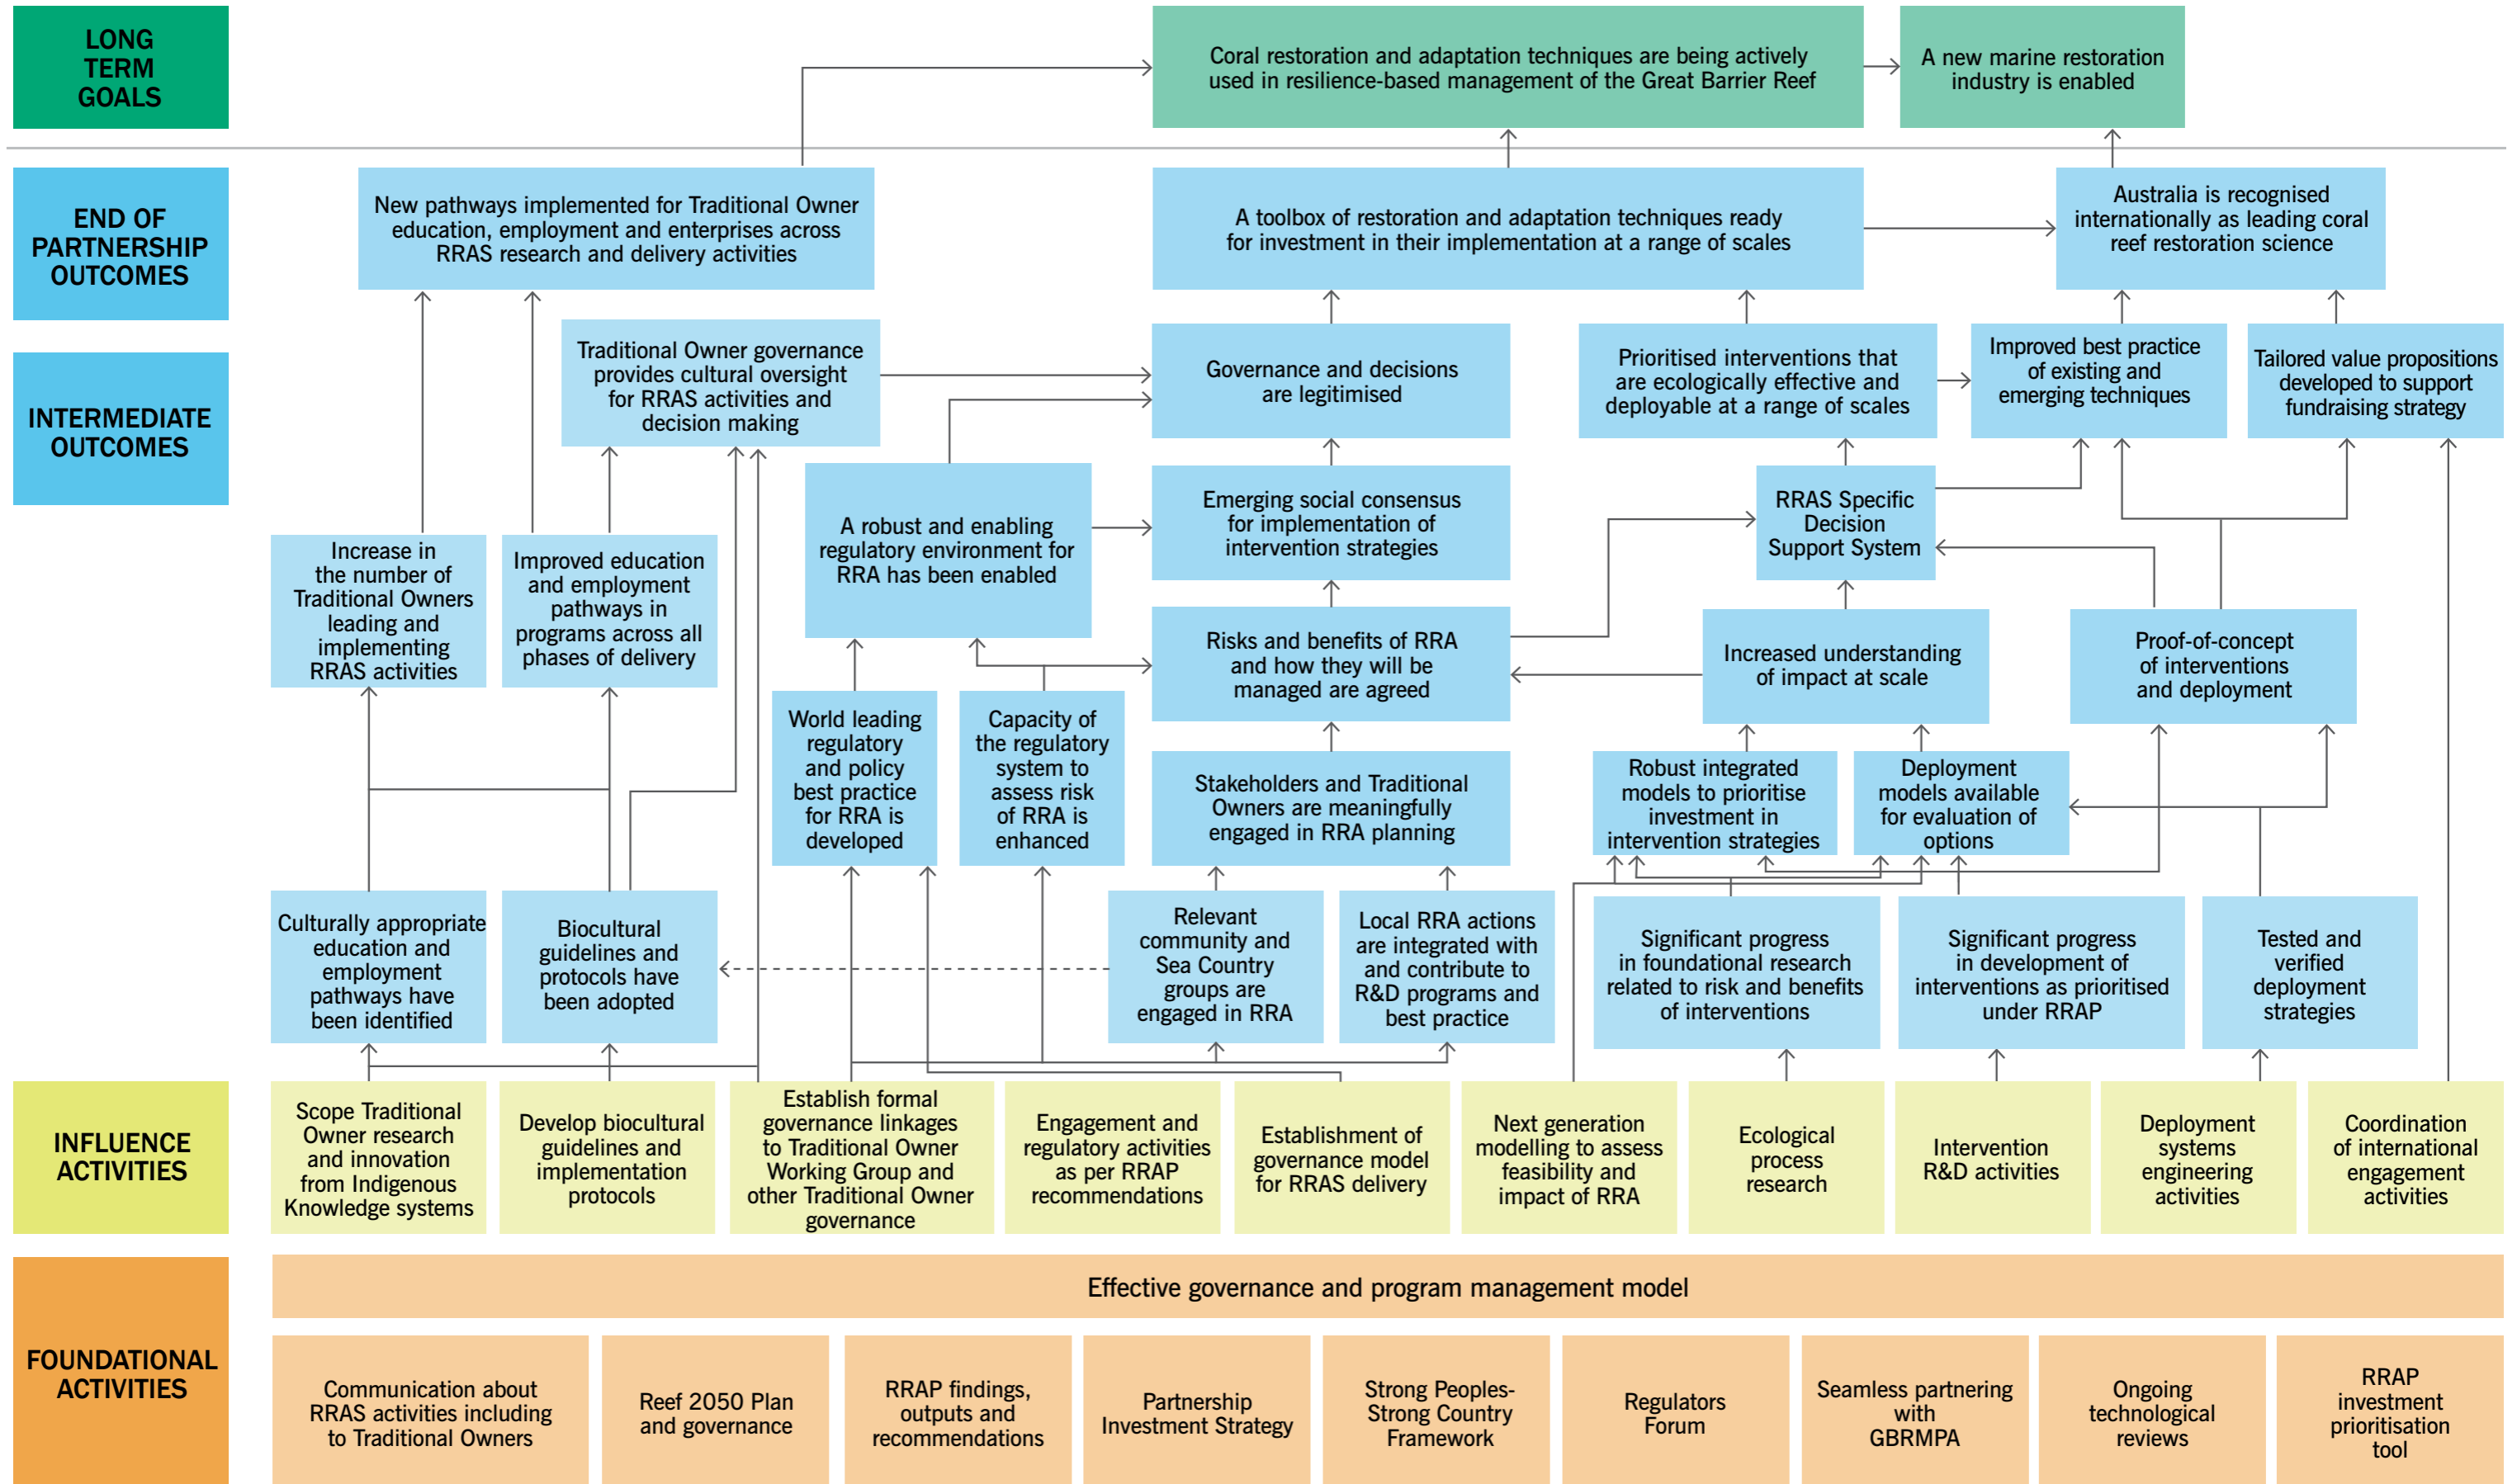 LONG
TERM
GOALS
Coral restoration and adaptation techniques are being actively
used in resilience-based management of the Great Barrier Reef
A new marine restoration
industry is enabled
END OF
PARTNERSHIP
OUTCOMES
New pathways implemented for Traditional Owner
education, employment and enterprises across
RRAS research and delivery activities
A toolbox of restoration and adaptation techniques ready
for investment in their implementation at a range of scales
Australia is recognised
internationally as leading coral
reef restoration science
INTERMEDIATE
OUTCOMES
Traditional Owner governance
provides cultural oversight
for RRAS activities and
decision making
Governance and decisions
are legitimised
Prioritised interventions that
are ecologically effective and
deployable at a range of scales
Improved best practice
of existing and
emerging techniques
Tailored value propositions
developed to support
fundraising strategy
A robust and enabling
regulatory environment for
RRA has been enabled
Emerging social consensus
for implementation of
intervention strategies
RRAS Specific
Decision
Support System
Increase in
the number of
Traditional Owners
leading and
implementing
RRAS activities
Improved education
and employment
pathways in
programs across all
phases of delivery
Risks and benefits of RRA
and how they will be
managed are agreed
Increased understanding
of impact at scale
Proof-of-concept
of interventions
and deployment
World leading
regulatory
and policy
best practice
for RRA is
developed
Capacity of
the regulatory
system to
assess risk
of RRA is
enhanced
Stakeholders and Traditional
Owners are meaningfully
engaged in RRA planning
Robust integrated
models to prioritise
investment in
intervention strategies
Deployment
models available
for evaluation of
options
Culturally appropriate
education and
employment
pathways have
been identified
Biocultural
guidelines and
protocols have
been adopted
Relevant
community and
Sea Country
groups are
engaged in RRA
Local RRA actions
are integrated with
and contribute to
R&D programs and
best practice
Significant progress
in foundational research
related to risk and benefits
of interventions
Significant progress
in development of
interventions as prioritised
under RRAP
Tested and
verified
deployment
strategies
INFLUENCE
ACTIVITIES
Scope Traditional
Owner research
and innovation
from Indigenous
Knowledge systems
Develop biocultural
guidelines and
implementation
protocols
Establish formal
governance linkages
to Traditional Owner
Working Group and
other Traditional Owner
governance
Engagement and
regulatory activities
as per RRAP
recommendations
Establishment of
governance model
for RRAS delivery
Next generation
modelling to assess
feasibility and
impact of RRA
Ecological
process
research
Intervention
R&D activities
Deployment
systems
engineering
activities
Coordination
of international
engagement
activities
FOUNDATIONAL
ACTIVITIES
Effective governance and program management model
Communication about
RRAS activities including
to Traditional Owners
Reef 2050 Plan
and governance
RRAP findings,
outputs and
recommendations
Partnership
Investment Strategy
Strong Peoples-
Strong Country
Framework
Regulators
Forum
Seamless partnering
with
GBRMPA
Ongoing
technological
reviews
RRAP
investment
prioritisation
tool